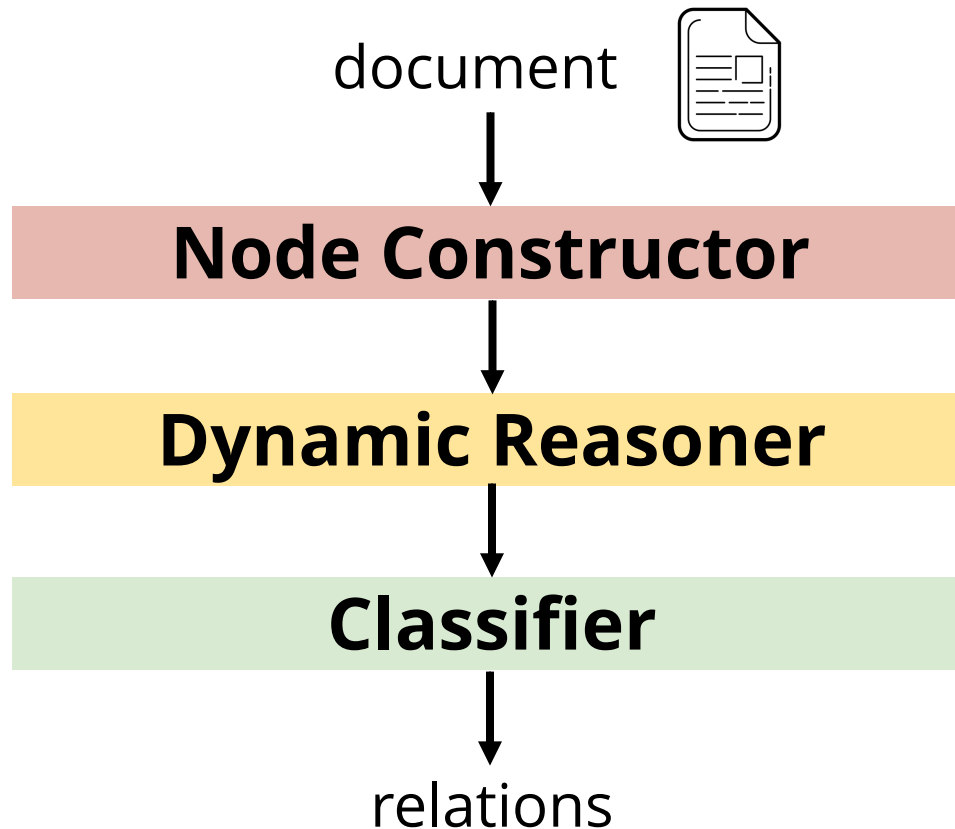 document
Node Constructor
Dynamic Reasoner
Classifier
relations